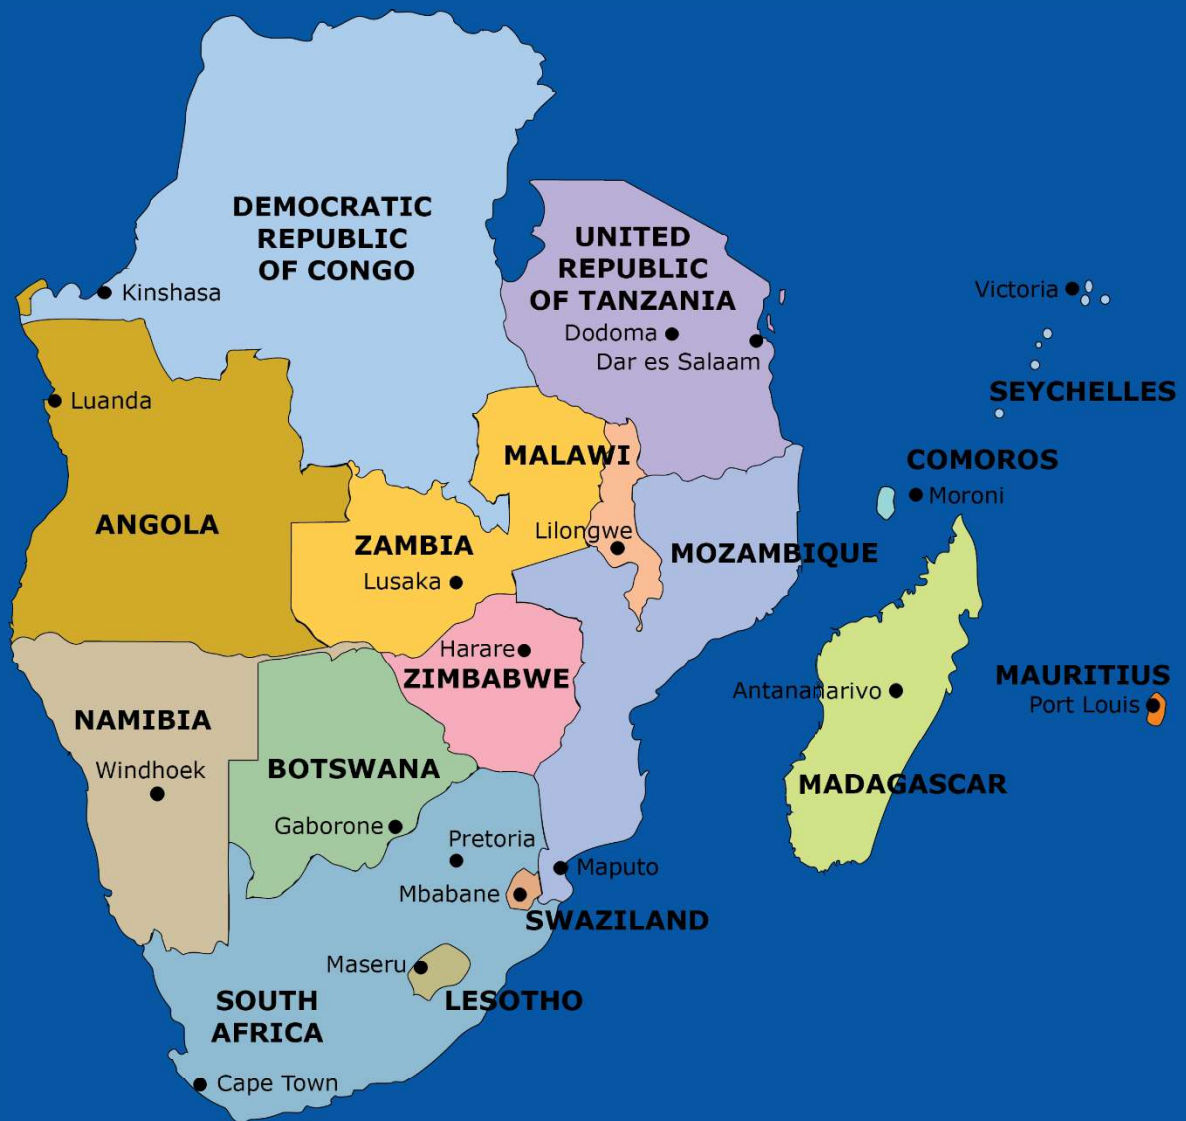 DEMOCRATIC
REPUBLIC
OF CONGO
Kinshasa
UNITED
REPUBLIC
OF TANZANIA
Dodoma
Dar es Salaam
Victoria
SEYCHELLES
Luanda
ANGOLA
MALAWI
Lilongwe
COMOROS
Moroni
ZAMBIA
Lusaka
MOZAMBIQUE
Harare
ZIMBABWE
Antananarivo
MADAGASCAR
MAURITIUS
Port Louis
NAMIBIA
Windhoek
BOTSWANA
Gaborone
Pretoria
Maputo
Mbabane
SWAZILAND
Maseru
LESOTHO
SOUTH
AFRICA
Cape Town